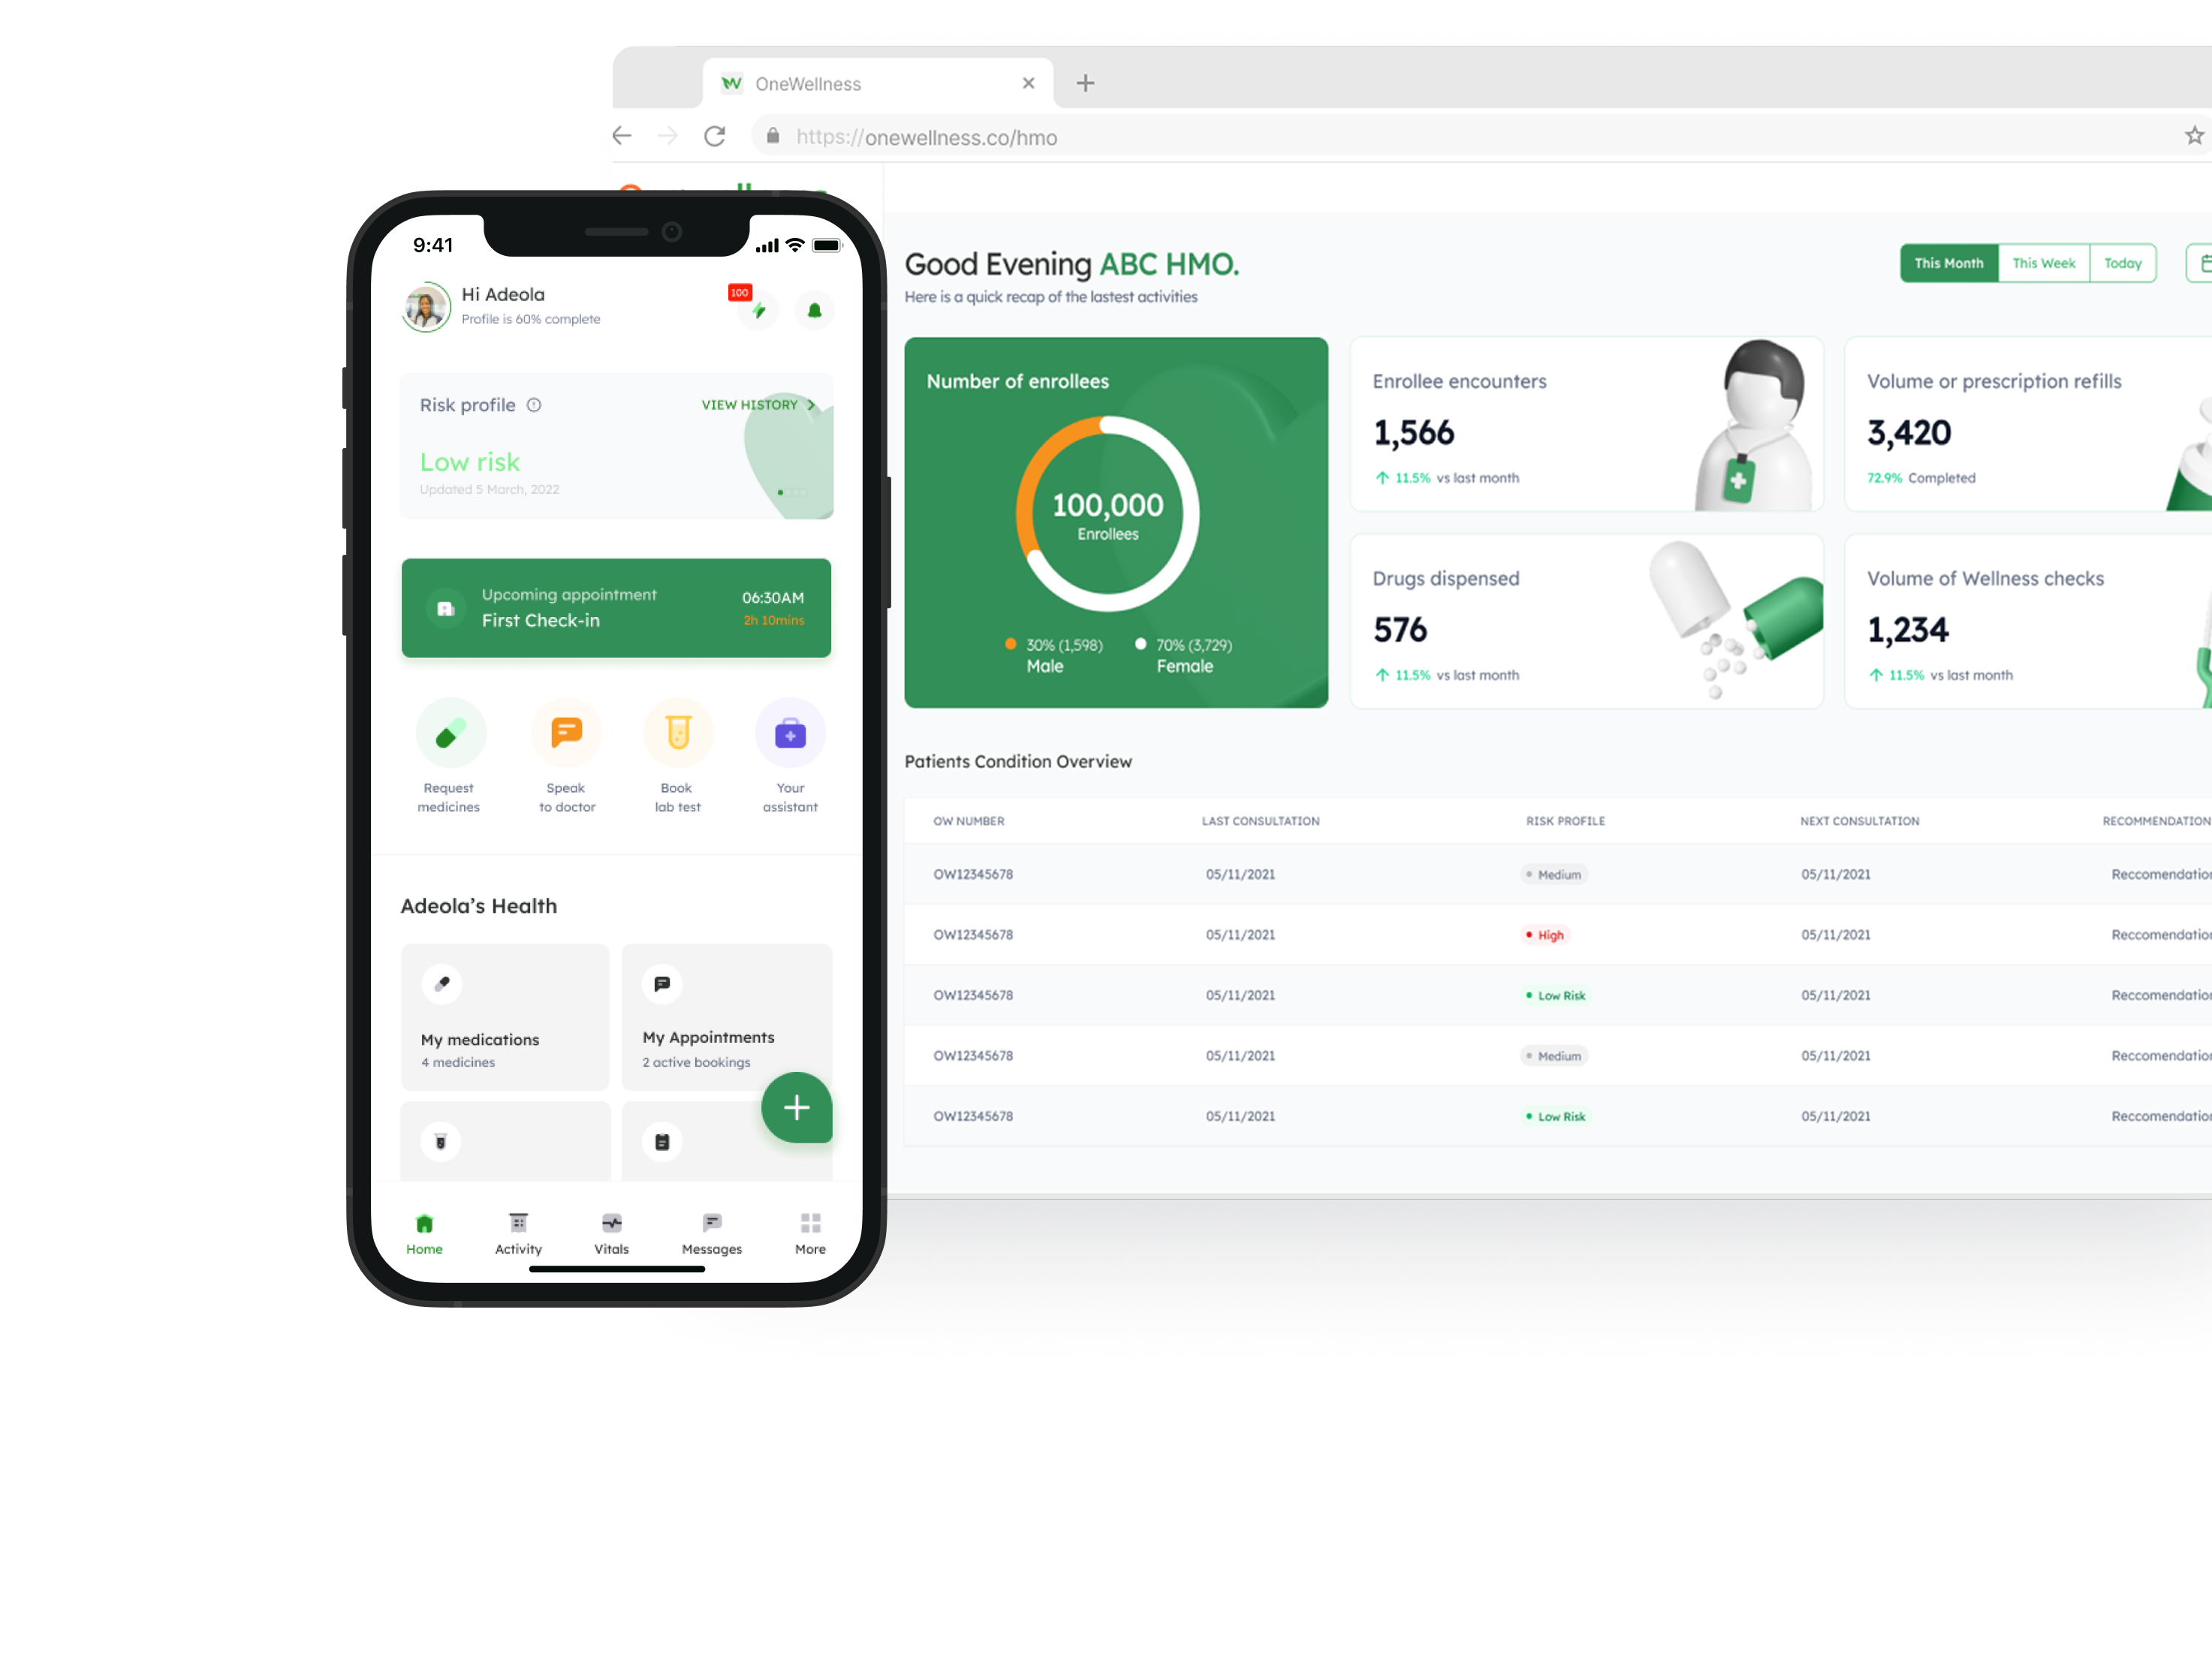 OneWellness
https://onewellness.co/hmo
9:41
Hi Adeola
Profile is 60% complete
100
Risk profile
VIEW HISTORY
Low risk
Updated 5 March, 2022
Upcoming appointment
First Check-in
06:30AM
2h 10mins
Request
medicines
Speak
to doctor
Book
lab test
Your
assistant
Adeola’s Health
My medications
4 medicines
My Appointments
2 active bookings
Home
Activity
Vitals
Messages
More
Good Evening ABC HMO.
Here is a quick recap of the lastest activities
This Month
This Week
Today
Number of enrollees
100,000
Enrollees
30% (1,598)
Male
70% (3,729)
Female
Enrollee encounters
1,566
11.5% vs last month
Volume or prescription refills
3,420
72.9% Completed
Drugs dispensed
576
11.5% vs last month
Volume of Wellness checks
1,234
11.5% vs last month
Patients Condition Overview
OW NUMBER LAST CONSULTATION RISK PROFILE NEXT CONSULTATION RECOMMENDATION
OW12345678 05/11/2021 Medium 05/11/2021
OW12345678 05/11/2021 High 05/11/2021
OW12345678 05/11/2021 Low Risk 05/11/2021
OW12345678 05/11/2021 Medium 05/11/2021
OW12345678 05/11/2021 Low Risk 05/11/2021